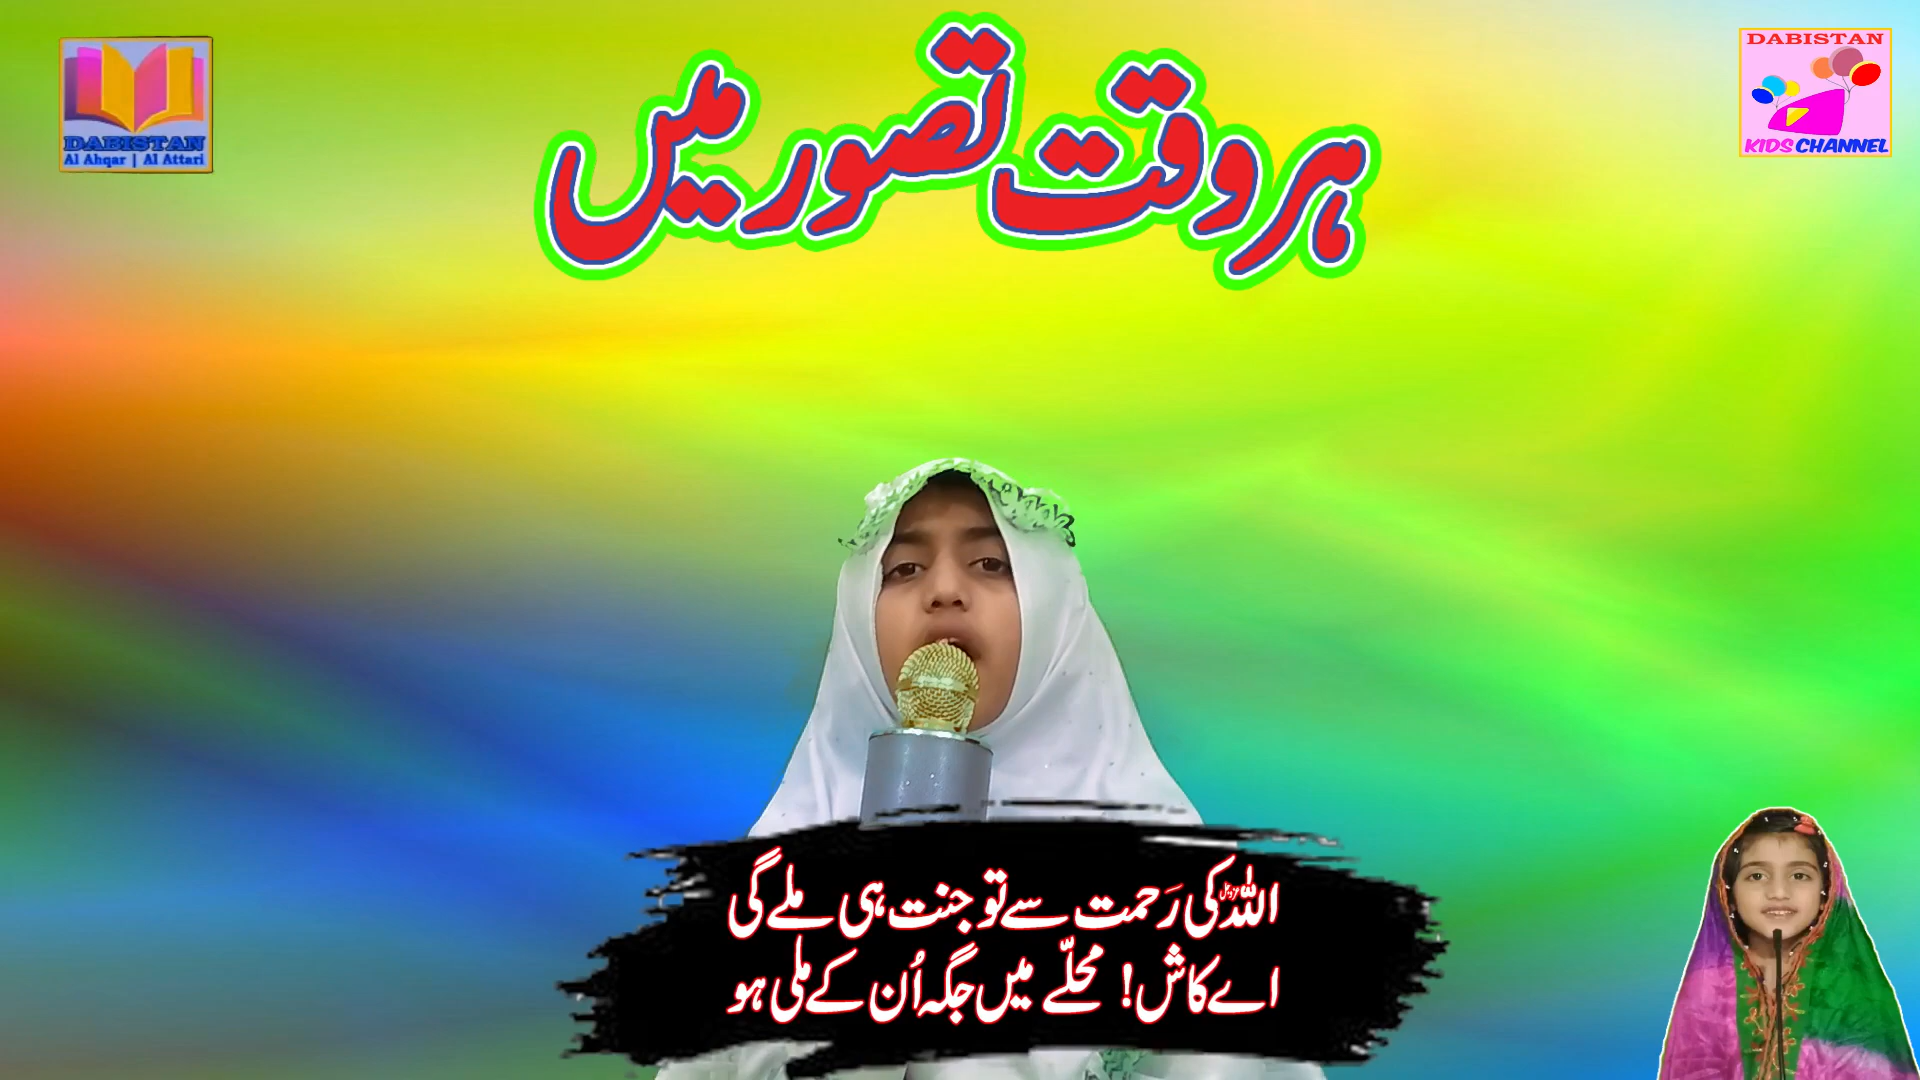 DABISTAN
Al Ahqar | Al Attari
ہر وقت تصور میں
DABISTAN
KIDS CHANNEL
اللہ عزوجل کی رَحمت سے تو جنت ہی ملے گی
اے کاش! محلّے میں جگہ اُن کے ملی ہو